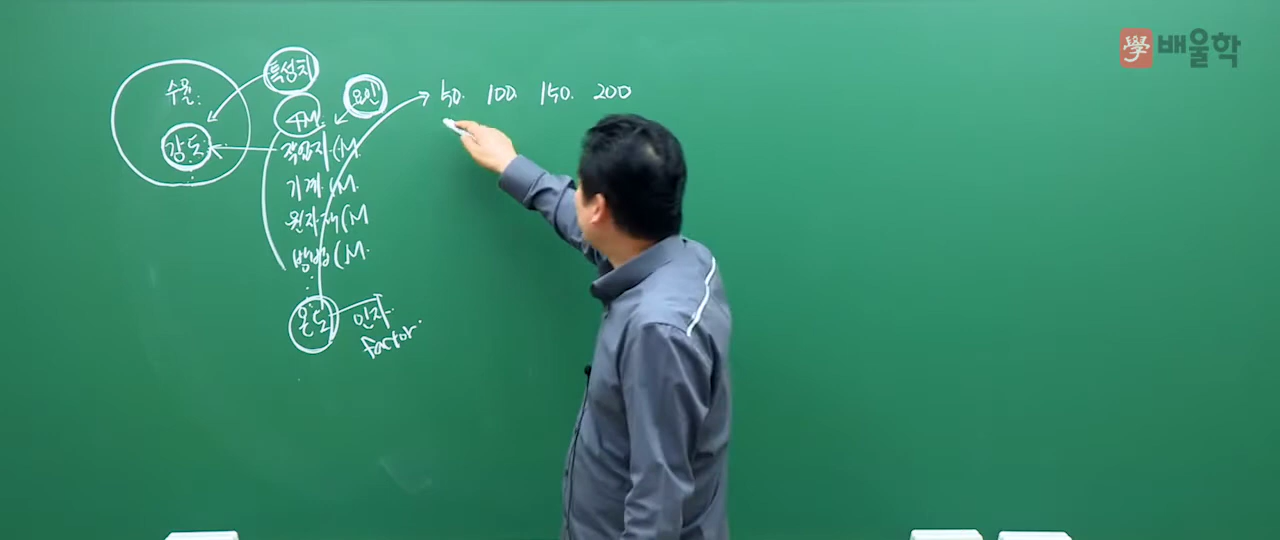 學 배울학
수율:
강도
특성치
4M
요인
작업자(M
기계(M.
원자재(M
방법(M.
온도
인자.
factor.
50. 100. 150. 200